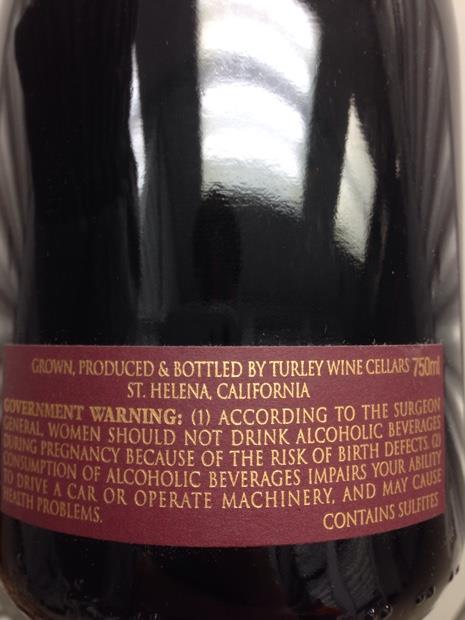 GROWN, PRODUCED & BOTTLED BY TURLEY WINE CELLARS 750ml
ST. HELENA, CALIFORNIA
GOVERNMENT WARNING: (1) ACCORDING TO THE SURGEON
GENERAL, WOMEN SHOULD NOT DRINK ALCOHOLIC BEVERAGES
DURING PREGNANCY BECAUSE OF THE RISK OF BIRTH DEFECTS. (2)
CONSUMPTION OF ALCOHOLIC BEVERAGES IMPAIRS YOUR ABILITY
TO DRIVE A CAR OR OPERATE MACHINERY, AND MAY CAUSE
HEALTH PROBLEMS.
CONTAINS SULFITES